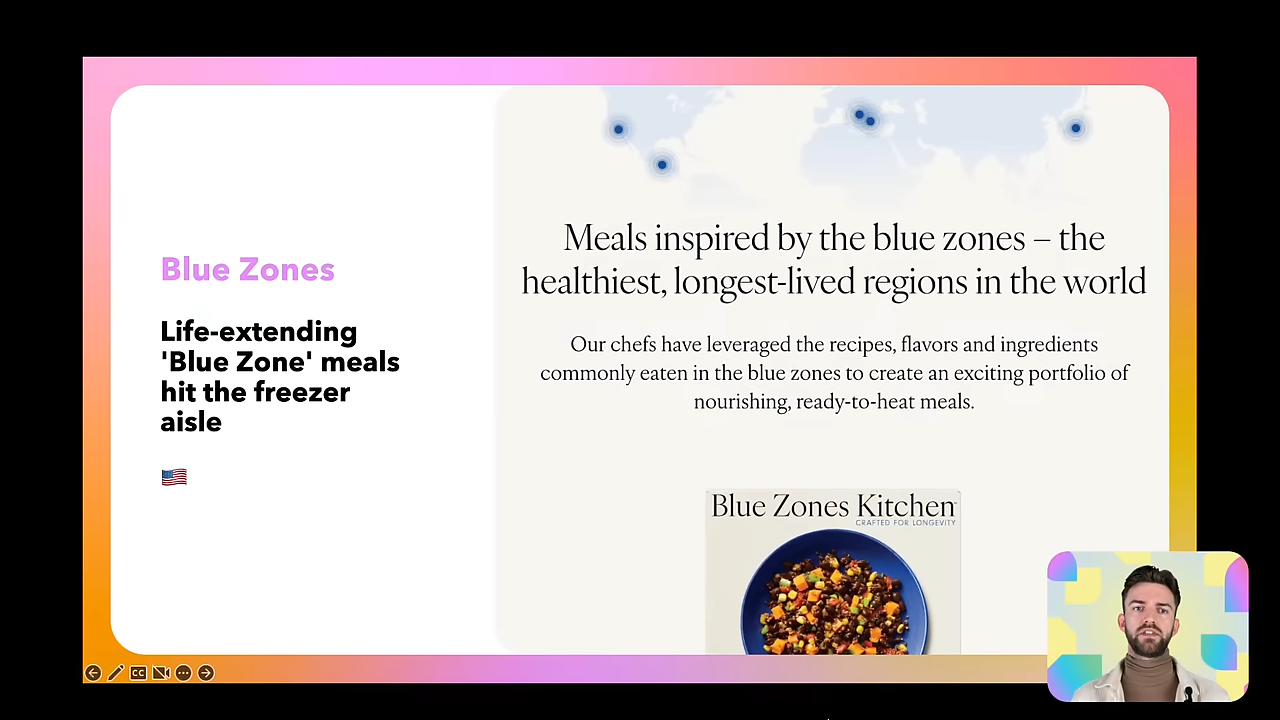 Blue Zones
Life-extending
'Blue Zone' meals
hit the freezer
aisle
Meals inspired by the blue zones – the
healthiest, longest-lived regions in the world
Our chefs have leveraged the recipes, flavors and ingredients
commonly eaten in the blue zones to create an exciting portfolio of
nourishing, ready-to-heat meals.
Blue Zones Kitchen
CRAFTED FOR LONGEVITY
CC